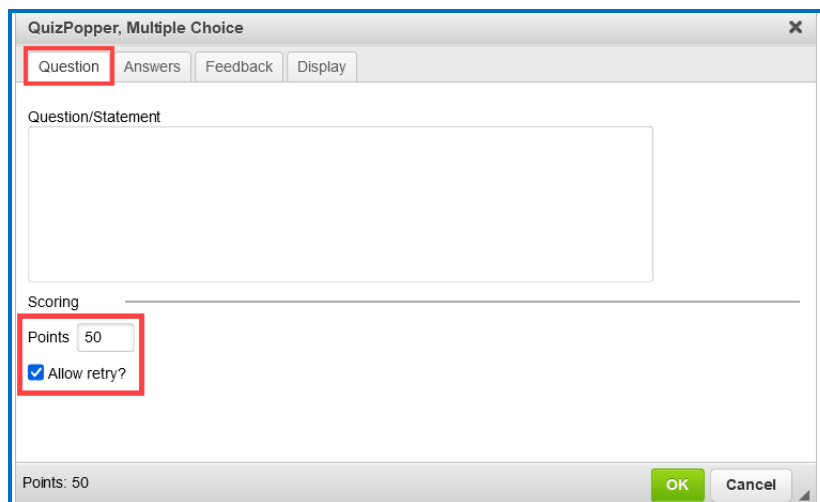 QuizPopper, Multiple Choice
Question Answers Feedback Display
Question/Statement
Scoring
Points 50
Allow retry?
Points: 50 OK Cancel